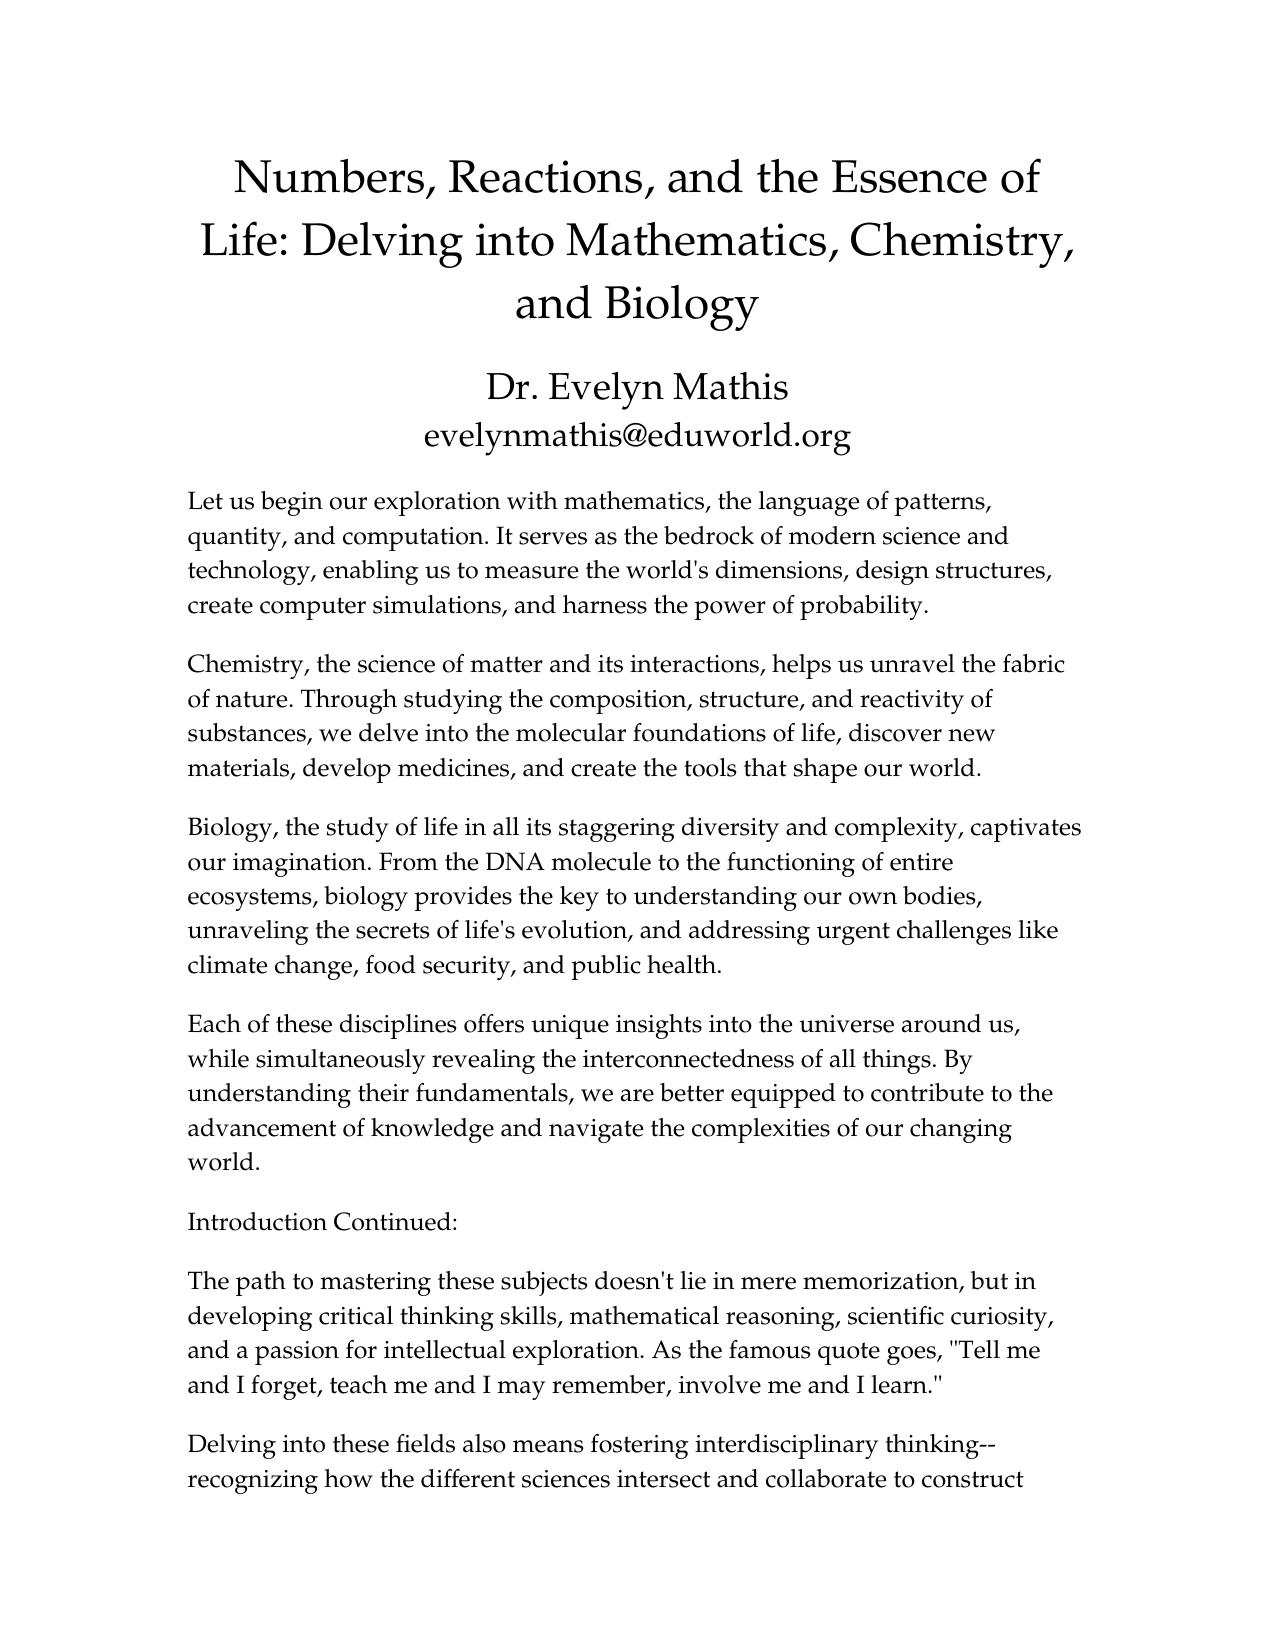 Numbers, Reactions, and the Essence of
Life: Delving into Mathematics, Chemistry,
and Biology
Dr. Evelyn Mathis
evelynmathis@eduworld.org
Let us begin our exploration with mathematics, the language of patterns,
quantity, and computation. It serves as the bedrock of modern science and
technology, enabling us to measure the world's dimensions, design structures,
create computer simulations, and harness the power of probability.
Chemistry, the science of matter and its interactions, helps us unravel the fabric
of nature. Through studying the composition, structure, and reactivity of
substances, we delve into the molecular foundations of life, discover new
materials, develop medicines, and create the tools that shape our world.
Biology, the study of life in all its staggering diversity and complexity, captivates
our imagination. From the DNA molecule to the functioning of entire
ecosystems, biology provides the key to understanding our own bodies,
unraveling the secrets of life's evolution, and addressing urgent challenges like
climate change, food security, and public health.
Each of these disciplines offers unique insights into the universe around us,
while simultaneously revealing the interconnectedness of all things. By
understanding their fundamentals, we are better equipped to contribute to the
advancement of knowledge and navigate the complexities of our changing
world.
Introduction Continued:
The path to mastering these subjects doesn't lie in mere memorization, but in
developing critical thinking skills, mathematical reasoning, scientific curiosity,
and a passion for intellectual exploration. As the famous quote goes, "Tell me
and I forget, teach me and I may remember, involve me and I learn."
Delving into these fields also means fostering interdisciplinary thinking--
recognizing how the different sciences intersect and collaborate to construct